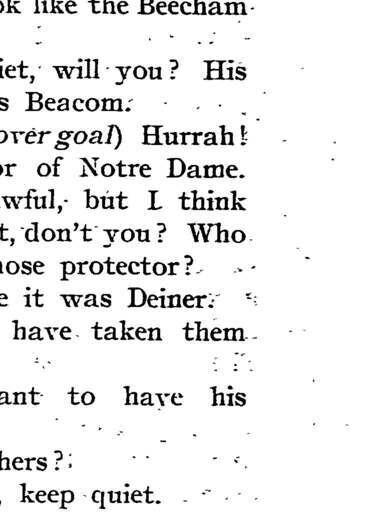 ok like the Beecham-
iet, will you? His
s Beacom.
over goal) Hurrah!
or of Notre Dame.
wful, but I think
t, don't you? Who
nose protector?
e it was Deiner.
have taken them
ant to have his
hers?
, keep quiet.